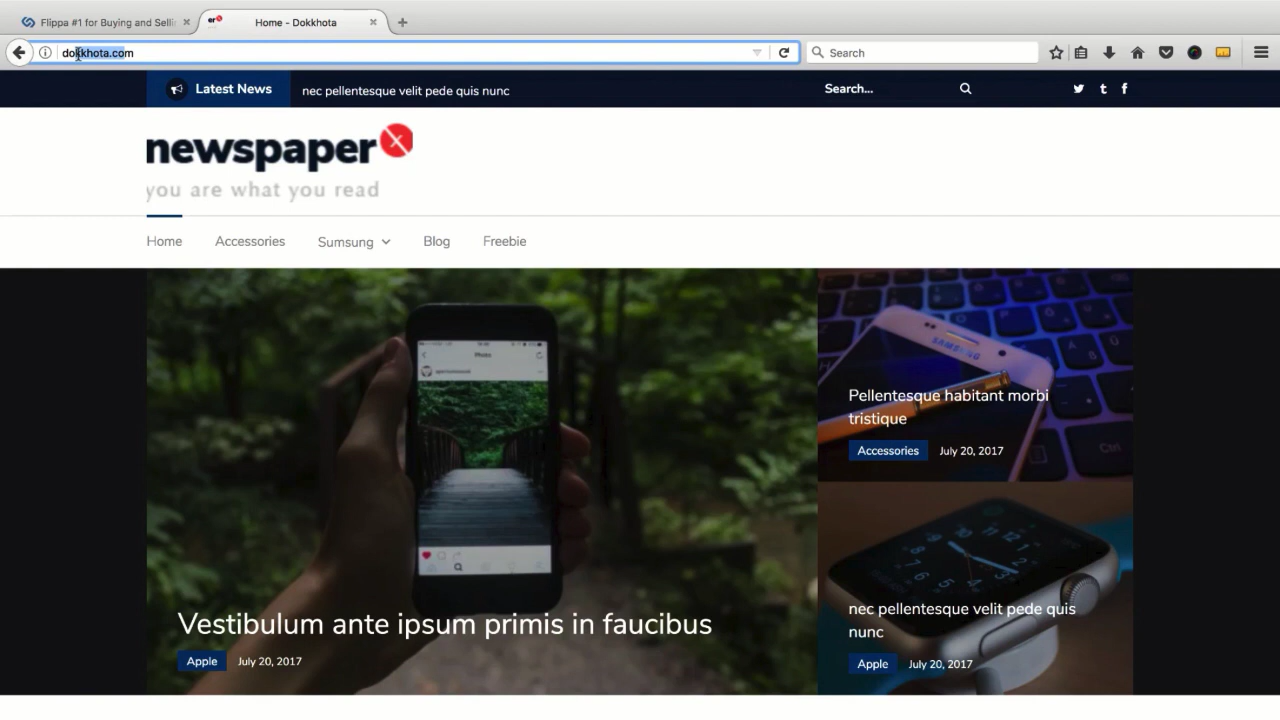 Flippa #1 for Buying and Sellin
Home - Dokkhota
dokkhota.com
Search
Latest News
nec pellentesque velit pede quis nunc
Search...
newspaper x
you are what you read
Home
Accessories
Sumsung
Blog
Freebie
Photo
SAMSUNG
Pellentesque habitant morbi
tristique
Accessories
July 20, 2017
Vestibulum ante ipsum primis in faucibus
Apple
July 20, 2017
nec pellentesque velit pede quis
nunc
Apple
July 20, 2017